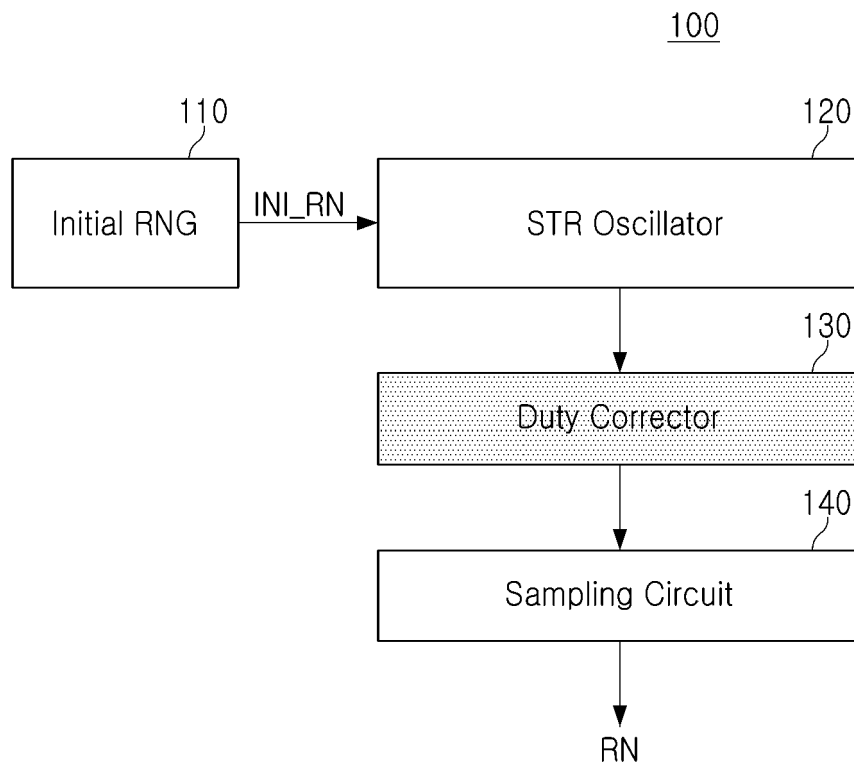 100
110
120
Initial RNG
INI_RN
STR Oscillator
130
Duty Corrector
140
Sampling Circuit
RN